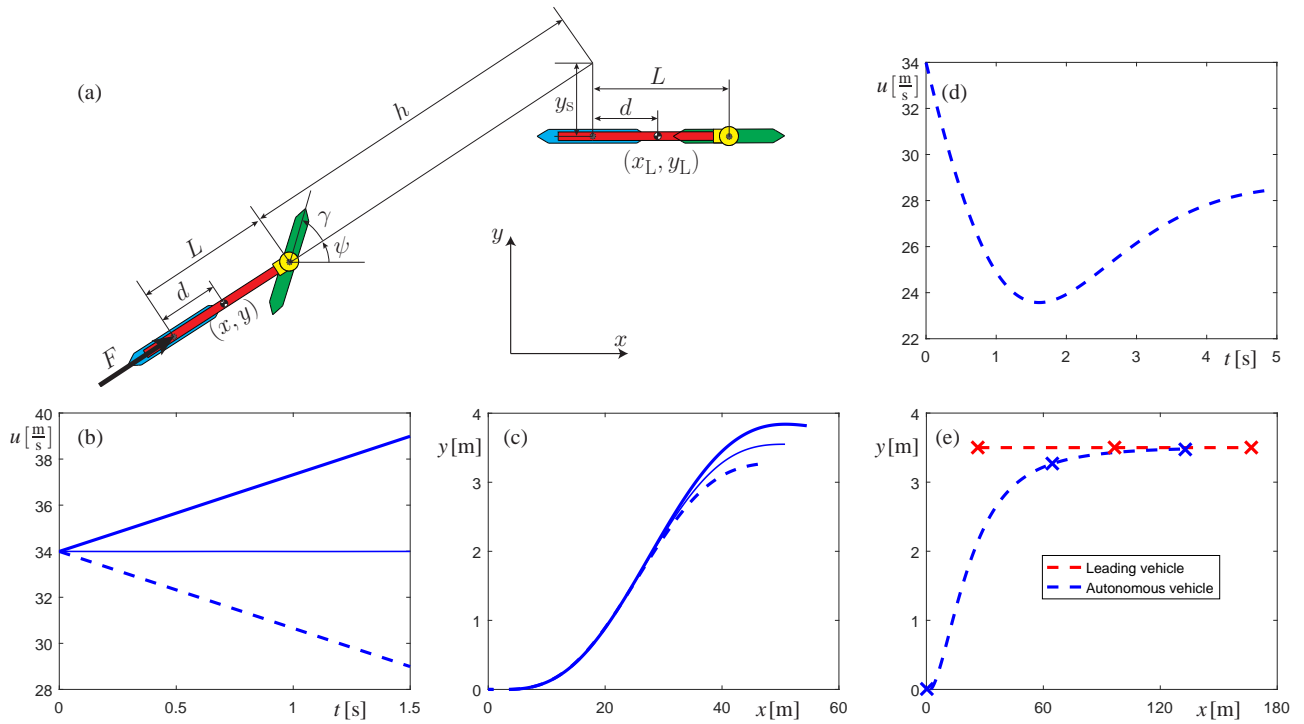 (a)
h
L
d
y_S
(x_L, y_L)
L
γ
ψ
d
(x, y)
F
y
x
34
u[m/s]
(d)
32
30
28
26
24
22
0 1 2 3 4 5
t[s]
40
u[m/s]
(b)
38
36
34
32
30
28
0 0.5 1 1.5
t[s]
4
(c)
y[m]
3
2
1
0
0 20 40 60
x[m]
4
(e)
y[m]
3
2
1
0
Leading vehicle
Autonomous vehicle
0 60 120 180
x[m]